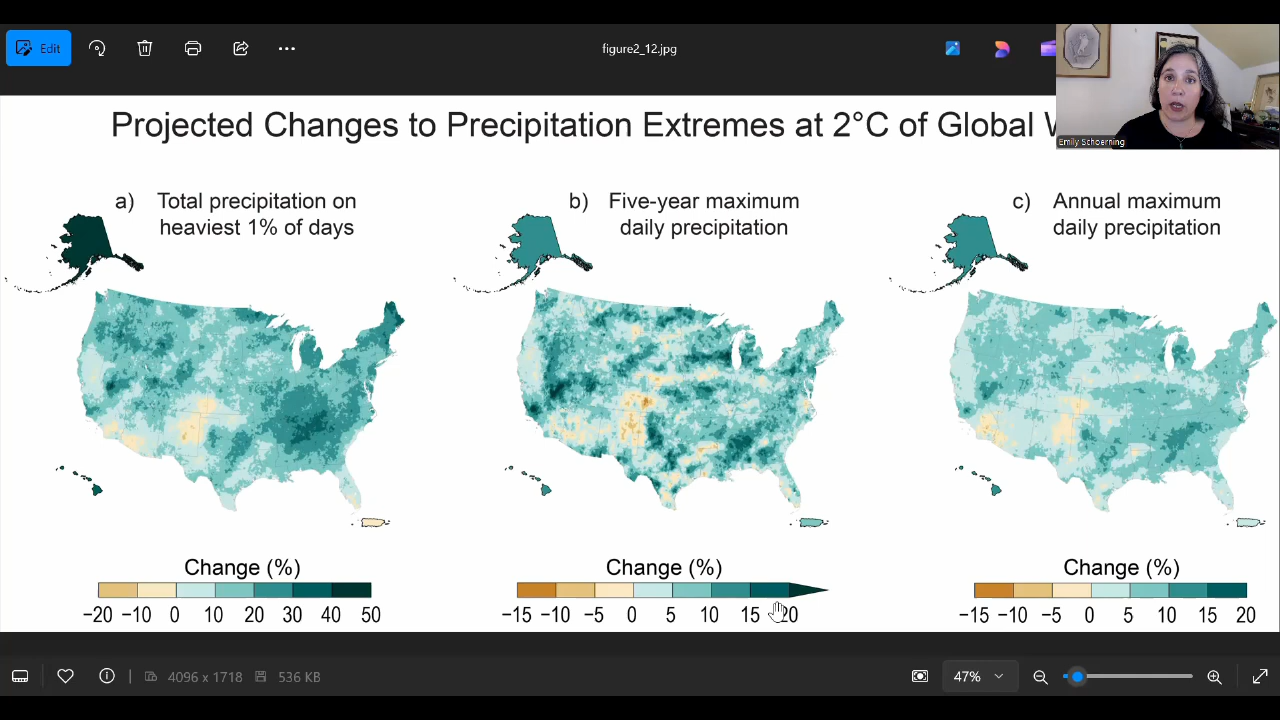 Edit
figure2_12.jpg
Emily Schoerning
Projected Changes to Precipitation Extremes at 2°C of Global
a) Total precipitation on
heaviest 1% of days
b) Five-year maximum
daily precipitation
c) Annual maximum
daily precipitation
Change (%)
−20 −10 0 10 20 30 40 50
Change (%)
−15 −10 −5 0 5 10 15 20
Change (%)
−15 −10 −5 0 5 10 15 20
4096 x 1718
536 KB
47%